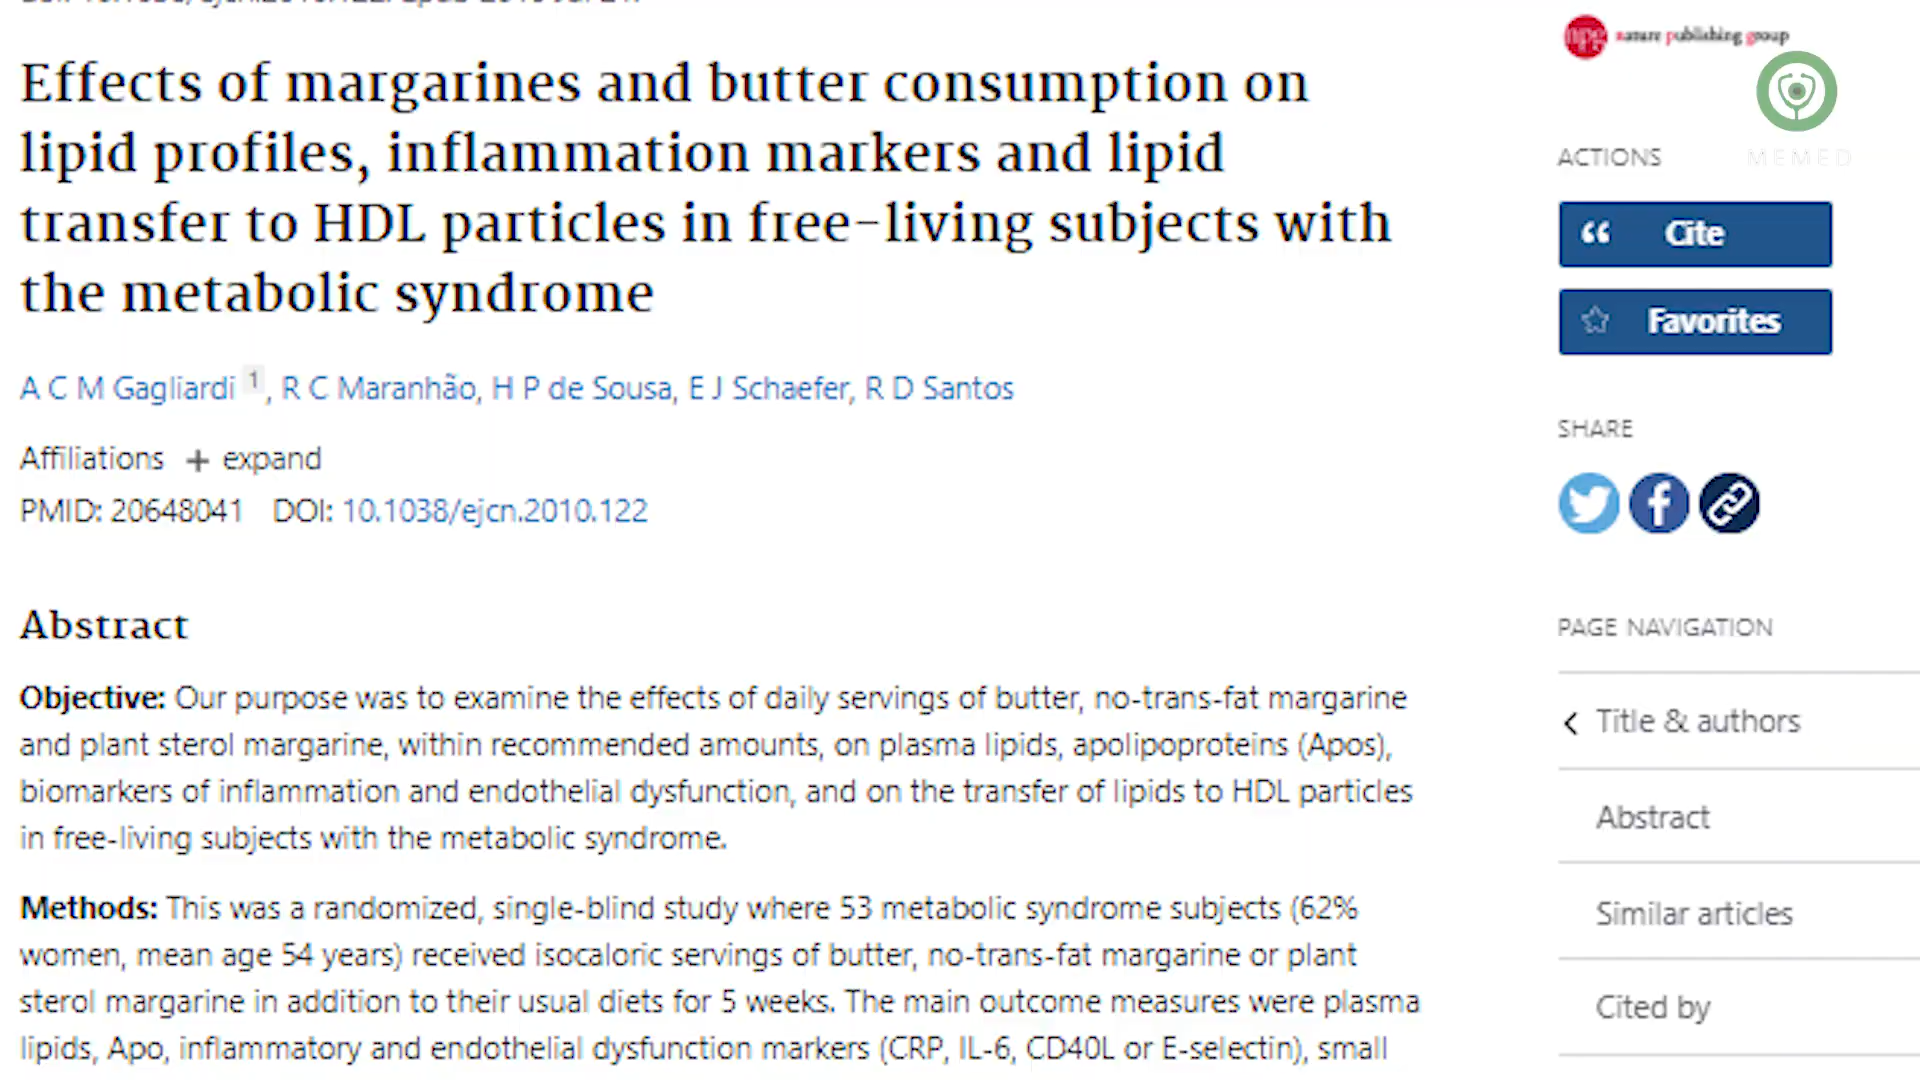 Effects of margarines and butter consumption on
lipid profiles, inflammation markers and lipid
transfer to HDL particles in free-living subjects with
the metabolic syndrome
A C M Gagliardi 1, R C Maranhão, H P de Sousa, E J Schaefer, R D Santos
Affiliations + expand
PMID: 20648041 DOI: 10.1038/ejcn.2010.122
Abstract
Objective: Our purpose was to examine the effects of daily servings of butter, no-trans-fat margarine
and plant sterol margarine, within recommended amounts, on plasma lipids, apolipoproteins (Apos),
biomarkers of inflammation and endothelial dysfunction, and on the transfer of lipids to HDL particles
in free-living subjects with the metabolic syndrome.
Methods: This was a randomized, single-blind study where 53 metabolic syndrome subjects (62%
women, mean age 54 years) received isocaloric servings of butter, no-trans-fat margarine or plant
sterol margarine in addition to their usual diets for 5 weeks. The main outcome measures were plasma
lipids, Apo, inflammatory and endothelial dysfunction markers (CRP, IL-6, CD40L or E-selectin), small
npg nature publishing group
MEMED
ACTIONS
Cite
Favorites
SHARE
PAGE NAVIGATION
Title & authors
Abstract
Similar articles
Cited by